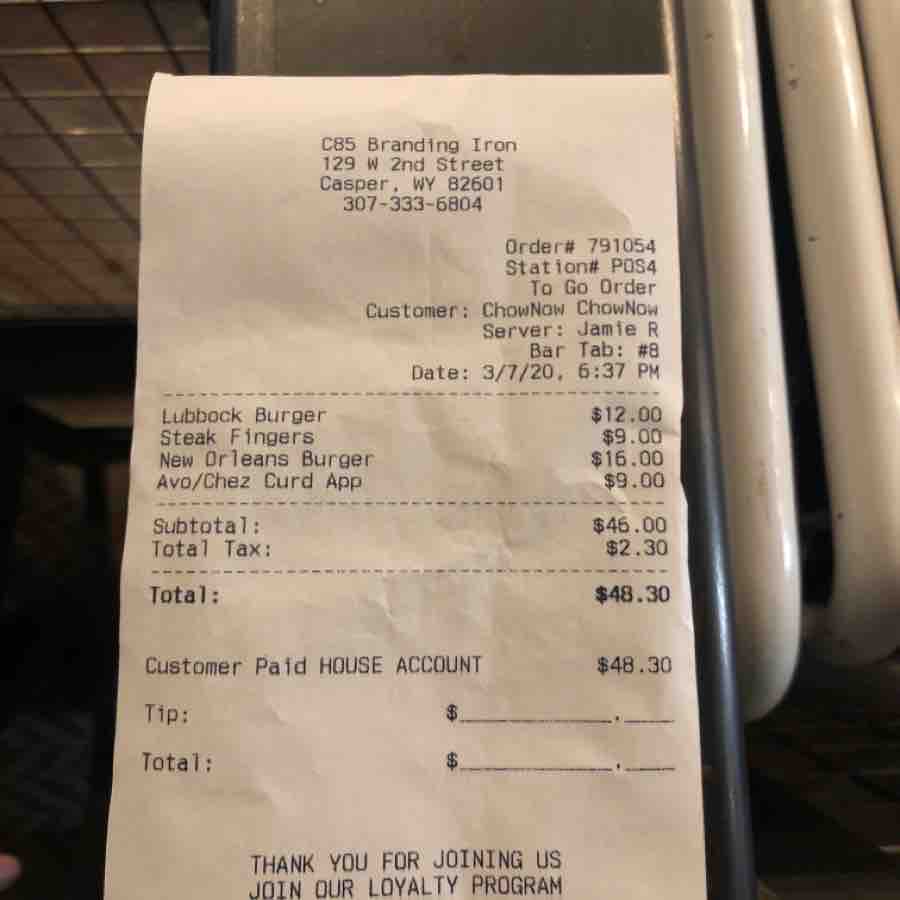 C85 Branding Iron
129 W 2nd Street
Casper, WY 82601
307-333-6804
Order# 791054
Station# POS4
To Go Order
Customer: ChowNow ChowNow
Server: Jamie R
Bar Tab: #8
Date: 3/7/20, 6:37 PM
Lubbock Burger $12.00
Steak Fingers $9.00
New Orleans Burger $16.00
Avo/Chez Curd App $9.00
Subtotal: $46.00
Total Tax: $2.30
Total: $48.30
Customer Paid HOUSE ACCOUNT $48.30
Tip: $________.____
Total: $________.____
THANK YOU FOR JOINING US
JOIN OUR LOYALTY PROGRAM